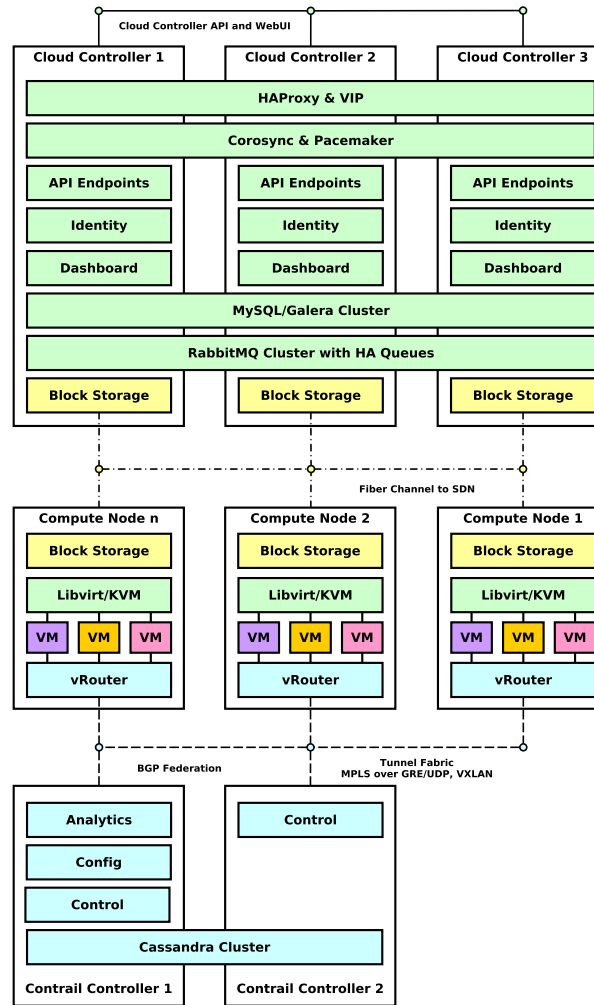 Cloud Controller API and WebUI
Cloud Controller 1
Cloud Controller 2
Cloud Controller 3
HAProxy & VIP
Corosync & Pacemaker
API Endpoints
API Endpoints
API Endpoints
Identity
Identity
Identity
Dashboard
Dashboard
Dashboard
MySQL/Galera Cluster
RabbitMQ Cluster with HA Queues
Block Storage
Block Storage
Block Storage
Fiber Channel to SDN
Compute Node n
Compute Node 2
Compute Node 1
Block Storage
Block Storage
Block Storage
Libvirt/KVM
Libvirt/KVM
Libvirt/KVM
VM
VM
VM
VM
VM
VM
VM
VM
VM
vRouter
vRouter
vRouter
BGP Federation
Tunnel Fabric
MPLS over GRE/UDP, VXLAN
Analytics
Control
Config
Control
Cassandra Cluster
Contrail Controller 1
Contrail Controller 2